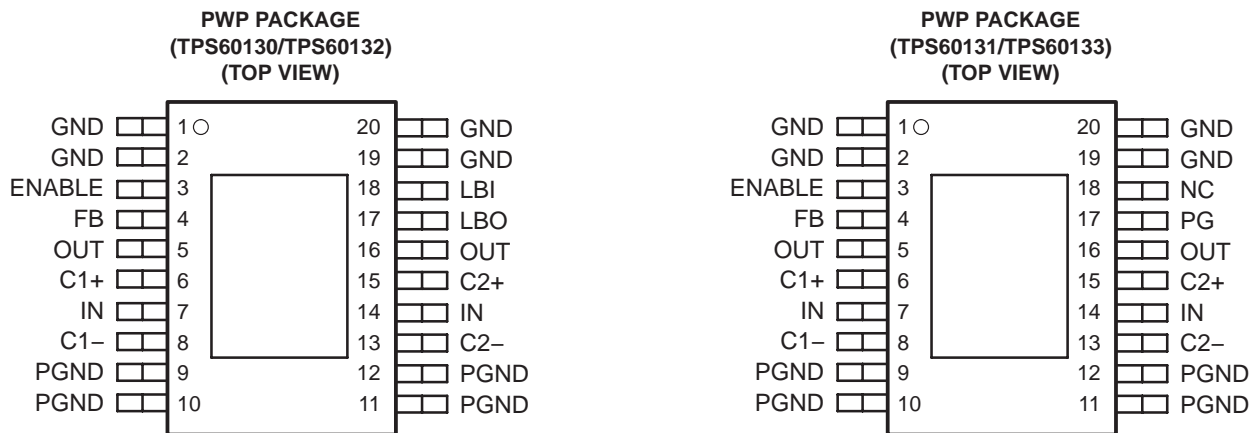 PWP PACKAGE
(TPS60130/TPS60132)
(TOP VIEW)
GND 1 20 GND
GND 2 19 GND
ENABLE 3 18 LBI
FB 4 17 LBO
OUT 5 16 OUT
C1+ 6 15 C2+
IN 7 14 IN
C1– 8 13 C2–
PGND 9 12 PGND
PGND 10 11 PGND
PWP PACKAGE
(TPS60131/TPS60133)
(TOP VIEW)
GND 1 20 GND
GND 2 19 GND
ENABLE 3 18 NC
FB 4 17 PG
OUT 5 16 OUT
C1+ 6 15 C2+
IN 7 14 IN
C1– 8 13 C2–
PGND 9 12 PGND
PGND 10 11 PGND